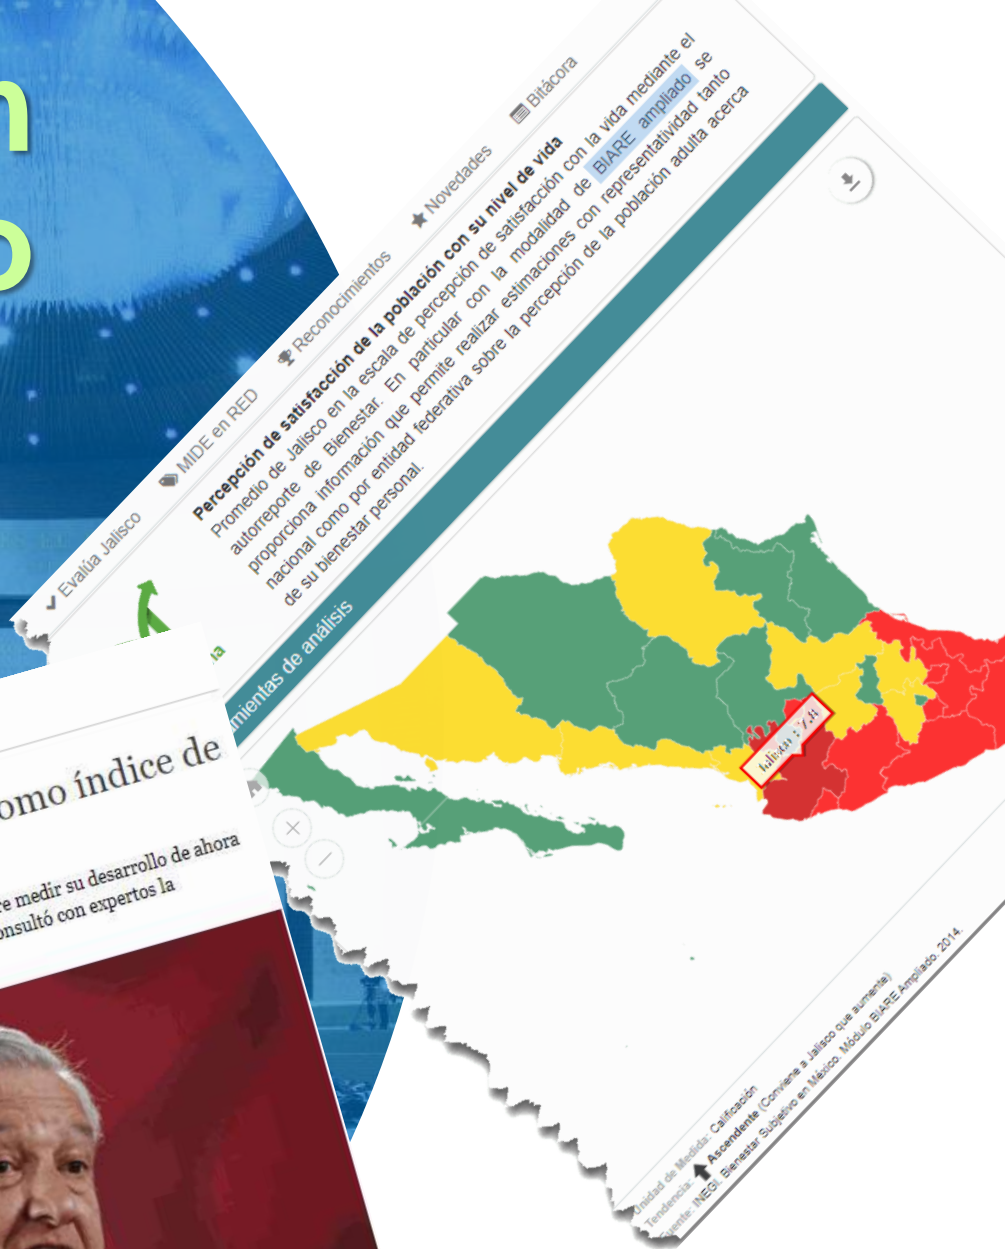 n
o
Evalúa Jalisco
MIDE en RED
Reconocimientos
Novedades
Bitácora
Percepción de satisfacción de la población con su nivel de vida
Promedio de Jalisco en la escala de percepción de satisfacción con la vida mediante el
autorreporte de Bienestar. En particular con la modalidad de BIARE ampliado se
proporciona información que permite realizar estimaciones con representatividad tanto
nacional como por entidad federativa sobre la percepción de la población adulta acerca
de su bienestar personal.
mientas de análisis
Unidad de Medida: Calificación
Tendencia: Ascendente (Conviene a Jalisco que aumente)
Fuente: INEGI. Bienestar Subjetivo en México. Módulo BIARE Ampliado. 2014.
omo índice de
re medir su desarrollo de ahora
onsultó con expertos la